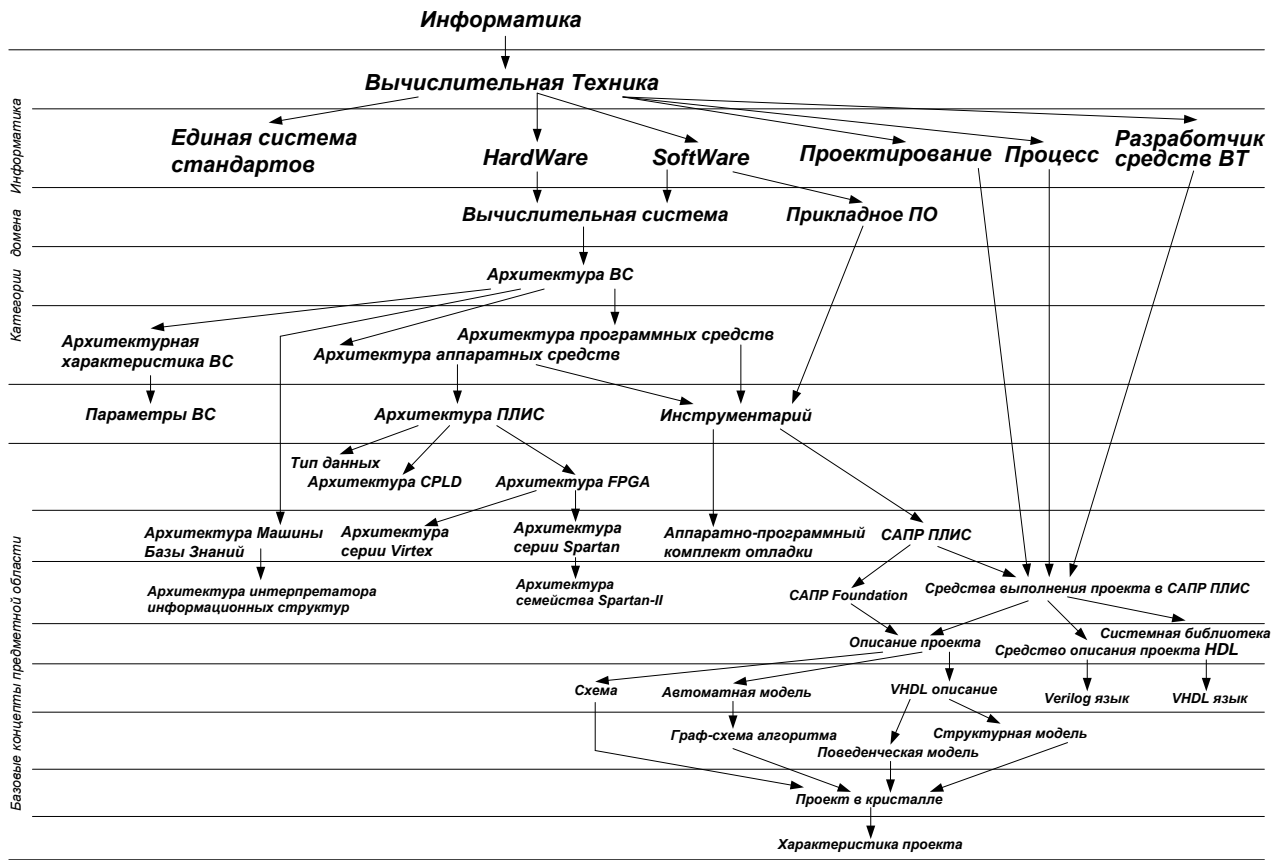 Информатика
Вычислительная Техника
Информатика
Единая система
стандартов
HardWare
SoftWare
Проектирование
Процесс
Разработчик
средств ВТ
Категории домена
Вычислительная система
Прикладное ПО
Архитектура ВС
Архитектурная
характеристика ВС
Архитектура программных средств
Архитектура аппаратных средств
Параметры ВС
Архитектура ПЛИС
Инструментарий
Базовые концепты предметной области
Тип данных
Архитектура CPLD
Архитектура FPGA
Архитектура Машины
Базы Знаний
Архитектура
серии Virtex
Архитектура
серии Spartan
Аппаратно-программный
комплект отладки
САПР ПЛИС
Архитектура интерпретатора
информационных структур
Архитектура
семейства Spartan-II
САПР Foundation
Средства выполнения проекта в САПР ПЛИС
Описание проекта
Системная библиотека
Средство описания проекта HDL
Схема
Автоматная модель
VHDL описание
Verilog язык
VHDL язык
Граф-схема алгоритма
Поведенческая модель
Структурная модель
Проект в кристалле
Характеристика проекта